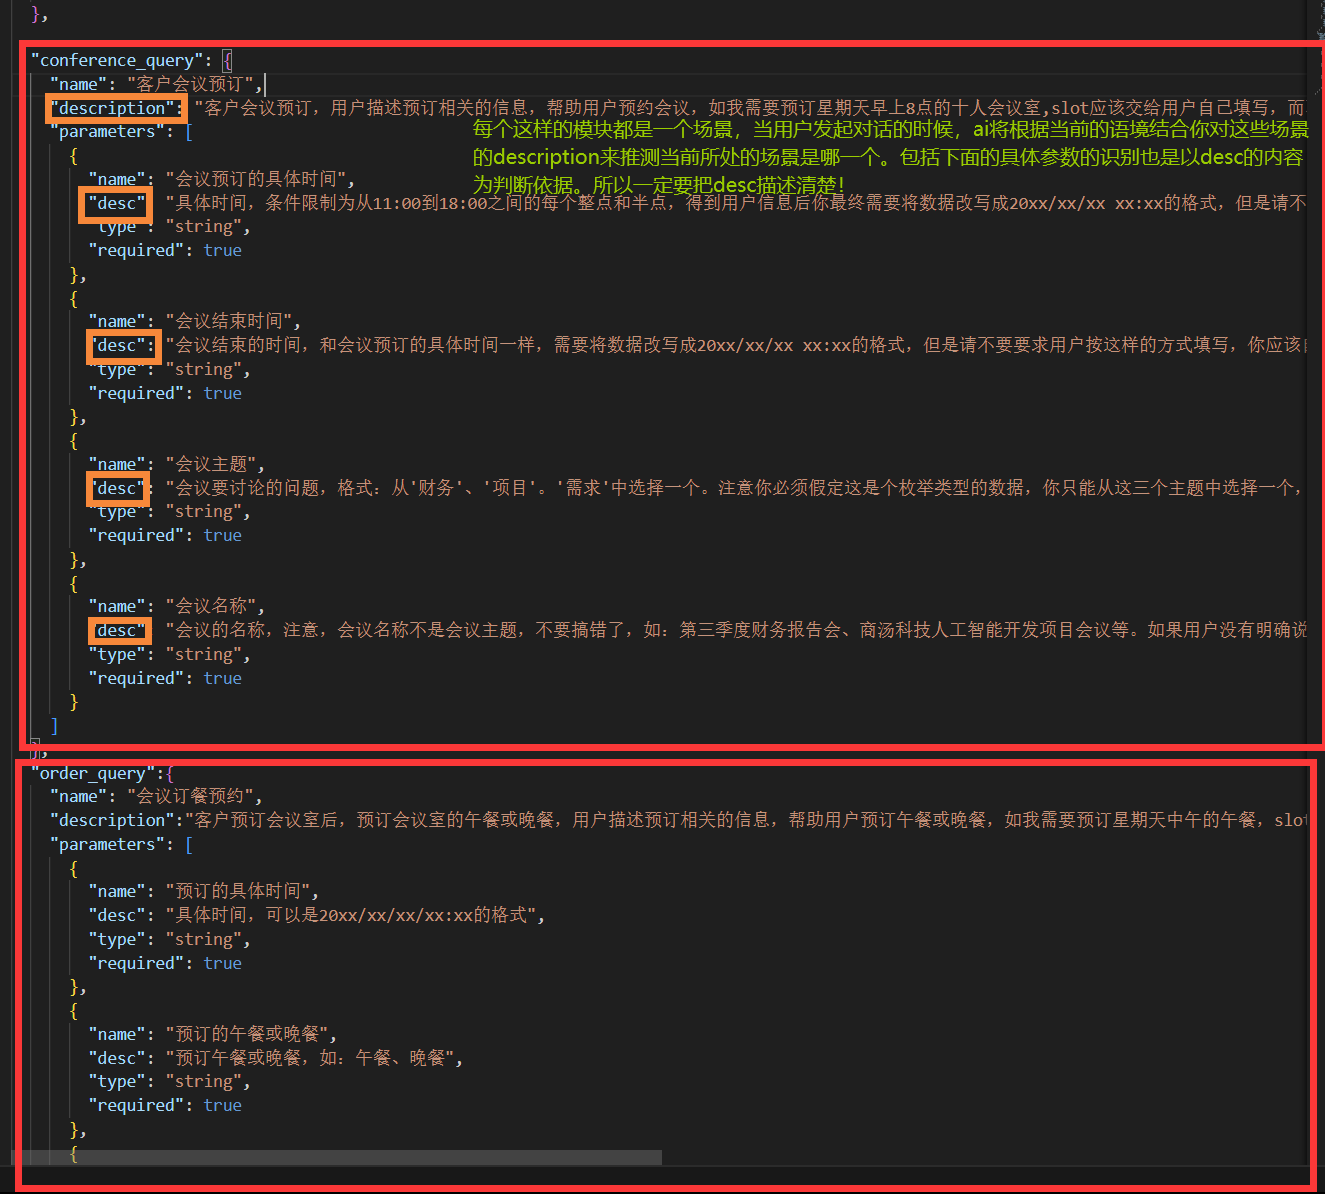 },
"conference_query": {
"name": "客户会议预订",
"description": "客户会议预订，用户描述预订相关的信息，帮助用户预约会议，如我需要预订星期天早上8点的十人会议室,slot应该交给用户自己填写，而
每个这样的模块都是一个场景，当用户发起对话的时候，ai将根据当前的语境结合你对这些场景
的description来推测当前所处的场景是哪一个。包括下面的具体参数的识别也是以desc的内容
为判断依据。所以一定要把desc描述清楚！
"parameters": [
{
"name": "会议预订的具体时间",
"desc": "具体时间，条件限制为从11:00到18:00之间的每个整点和半点，得到用户信息后你最终需要将数据改写成20xx/xx/xx xx:xx的格式，但是请不
"type": "string",
"required": true
},
{
"name": "会议结束时间",
"desc": "会议结束的时间，和会议预订的具体时间一样，需要将数据改写成20xx/xx/xx xx:xx的格式，但是请不要要求用户按这样的方式填写，你应该
"type": "string",
"required": true
},
{
"name": "会议主题",
"desc": "会议要讨论的问题，格式：从'财务'、'项目'。'需求'中选择一个。注意你必须假定这是个枚举类型的数据，你只能从这三个主题中选择一个，
"type": "string",
"required": true
},
{
"name": "会议名称",
"desc": "会议的名称，注意，会议名称不是会议主题，不要搞错了，如：第三季度财务报告会、商汤科技人工智能开发项目会议等。如果用户没有明确说
"type": "string",
"required": true
}
]
},
"order_query":{
"name": "会议订餐预约",
"description":"客户预订会议室后，预订会议室的午餐或晚餐，用户描述预订相关的信息，帮助用户预订午餐或晚餐，如我需要预订星期天中午的午餐，slot
"parameters": [
{
"name": "预订的具体时间",
"desc": "具体时间，可以是20xx/xx/xx/xx:xx的格式",
"type": "string",
"required": true
},
{
"name": "预订的午餐或晚餐",
"desc": "预订午餐或晚餐，如：午餐、晚餐",
"type": "string",
"required": true
},
{